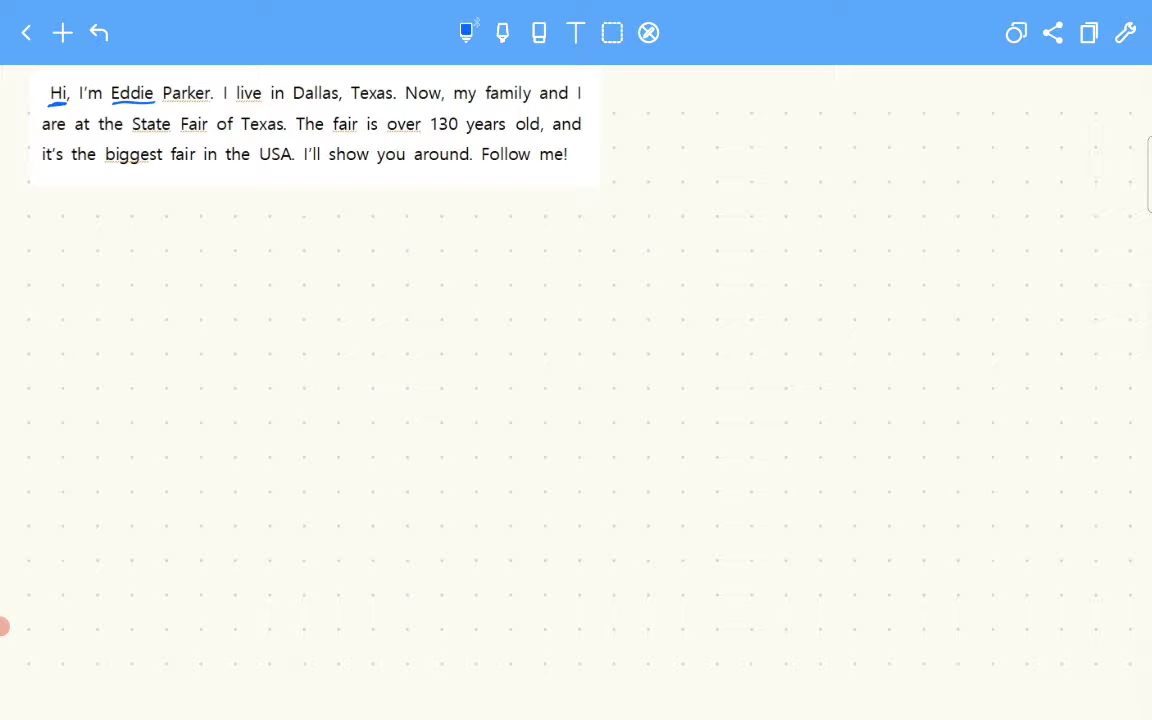 Hi, I'm Eddie Parker. I live in Dallas, Texas. Now, my family and I
are at the State Fair of Texas. The fair is over 130 years old, and
it's the biggest fair in the USA. I'll show you around. Follow me!